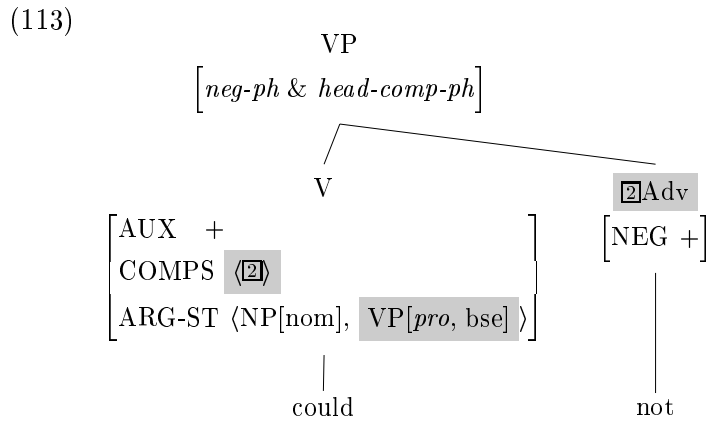 (113)
VP
[neg-ph & head-comp-ph]
V 2Adv
[AUX + [NEG +]
COMPS ⟨2⟩
ARG-ST ⟨NP[nom], VP[pro, bse] ⟩]
could not